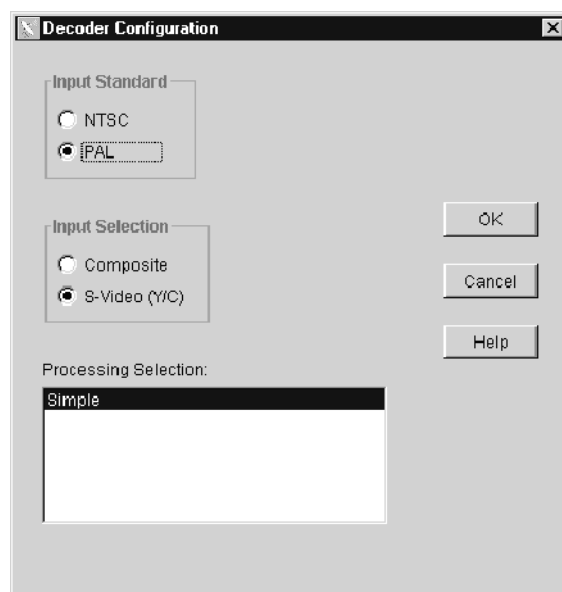 Decoder Configuration
Input Standard
NTSC
PAL
Input Selection
Composite
S-Video (Y/C)
OK
Cancel
Help
Processing Selection:
Simple